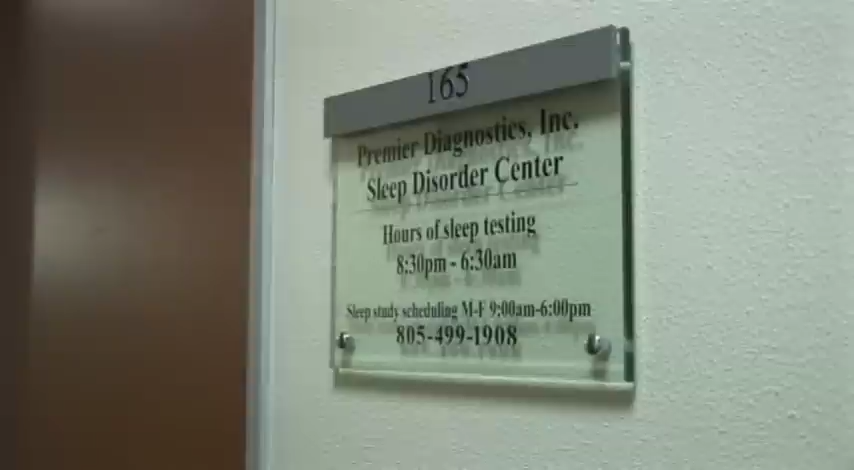 165
Premier Diagnostics, Inc.
Sleep Disorder Center
Hours of sleep testing
8:30pm - 6:30am
Sleep study scheduling M-F 9:00am-6:00pm
805-499-1908